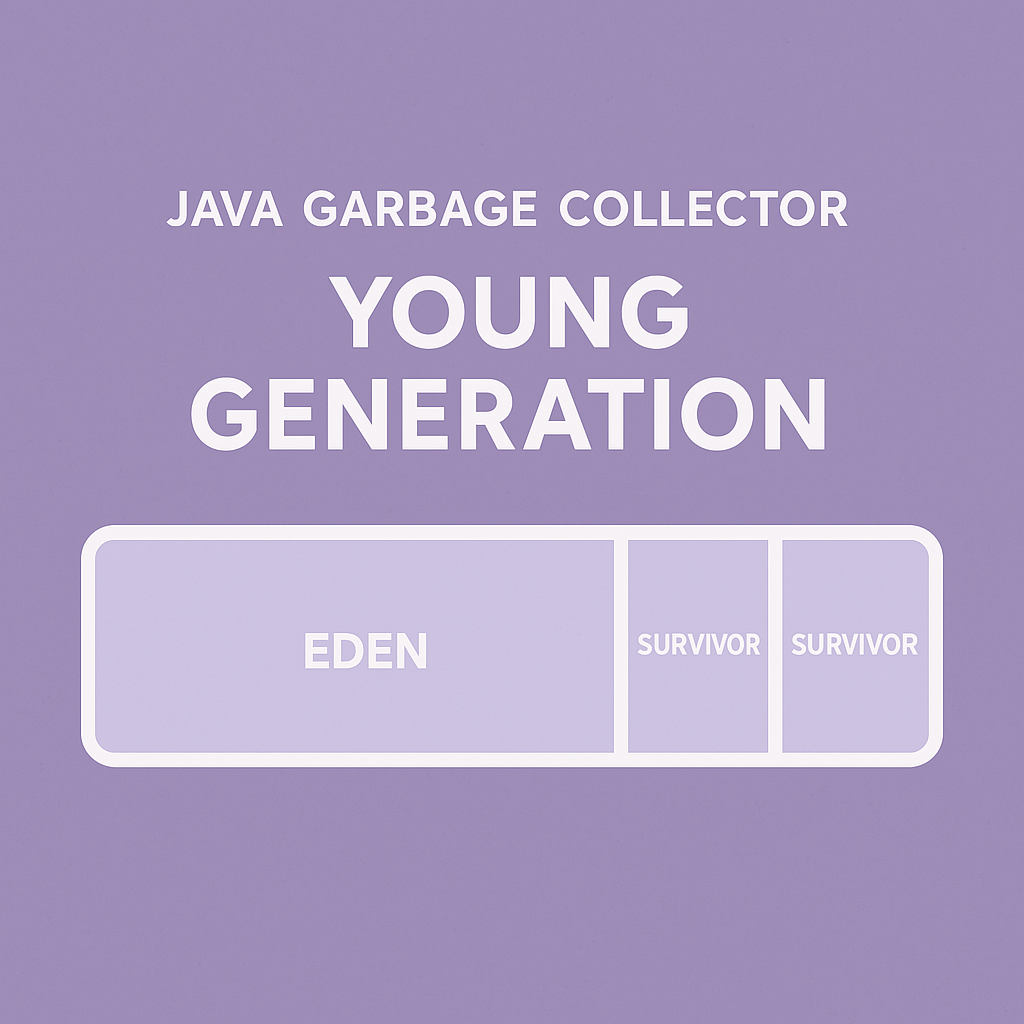 JAVA GARBAGE COLLECTOR
YOUNG
GENERATION
EDEN
SURVIVOR
SURVIVOR